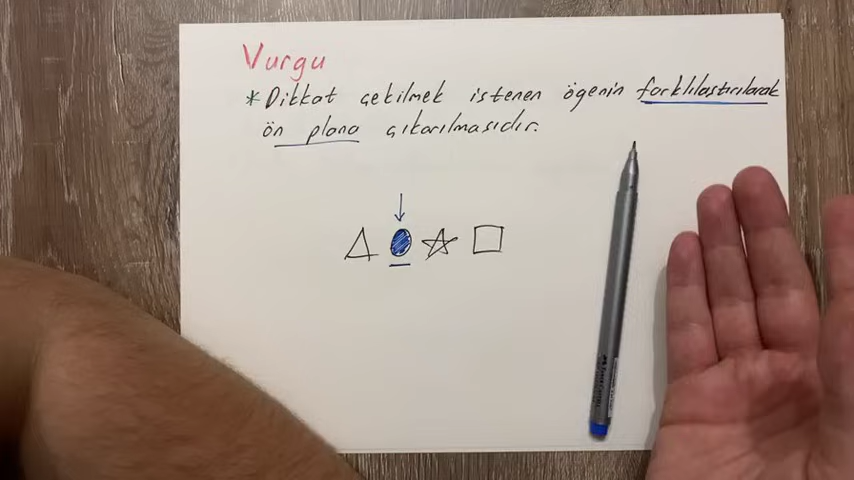 Vurgu
* Dikkat çekilmek istenen ögenin farklılaştırılarak
ön plana çıkarılmasıdır.